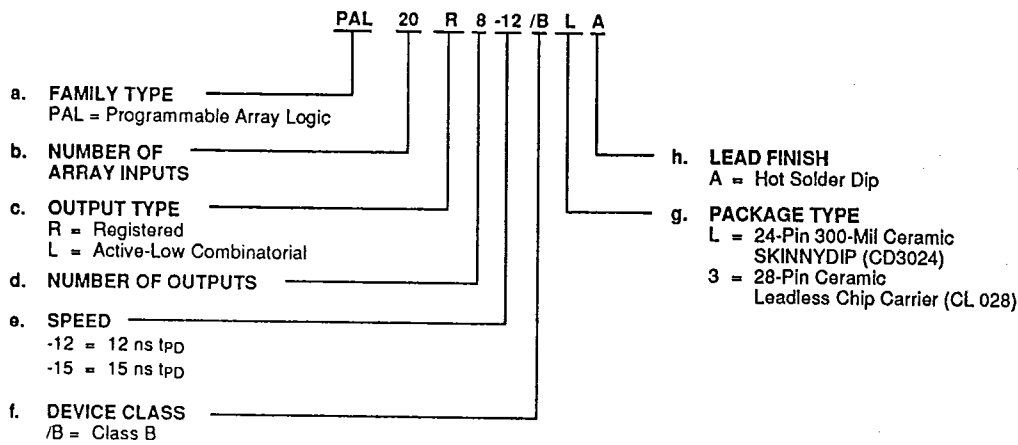 PAL 20 R 8 -12 /B L A
a. FAMILY TYPE
PAL = Programmable Array Logic
b. NUMBER OF
ARRAY INPUTS
c. OUTPUT TYPE
R = Registered
L = Active-Low Combinatorial
d. NUMBER OF OUTPUTS
e. SPEED
-12 = 12 ns tPD
-15 = 15 ns tPD
f. DEVICE CLASS
/B = Class B
h. LEAD FINISH
A = Hot Solder Dip
g. PACKAGE TYPE
L = 24-Pin 300-Mil Ceramic
SKINNYDIP (CD3024)
3 = 28-Pin Ceramic
Leadless Chip Carrier (CL 028)